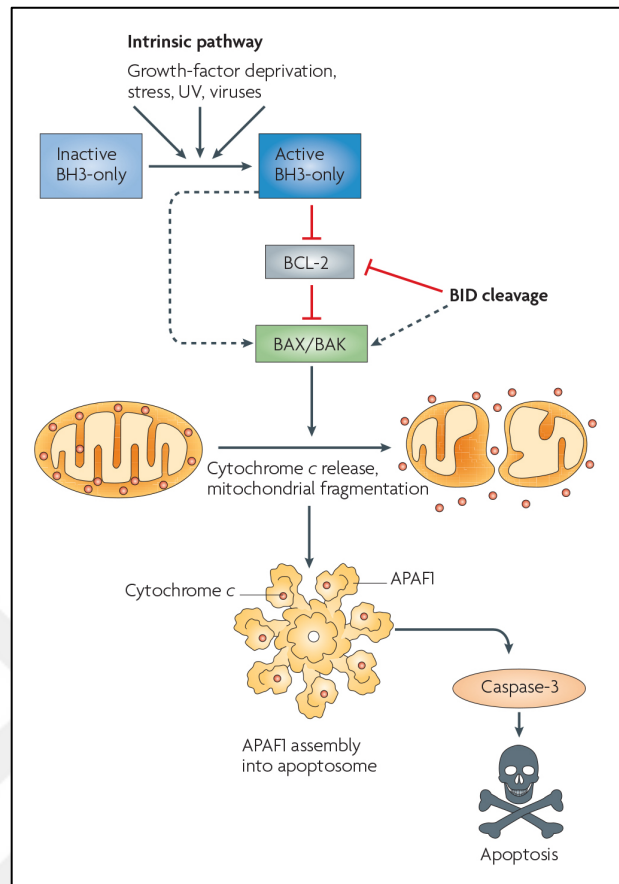 Intrinsic pathway
Growth-factor deprivation,
stress, UV, viruses
Inactive
BH3-only
Active
BH3-only
BCL-2
BID cleavage
BAX/BAK
Cytochrome c release,
mitochondrial fragmentation
Cytochrome c
APAF1
Caspase-3
APAF1 assembly
into apoptosome
Apoptosis